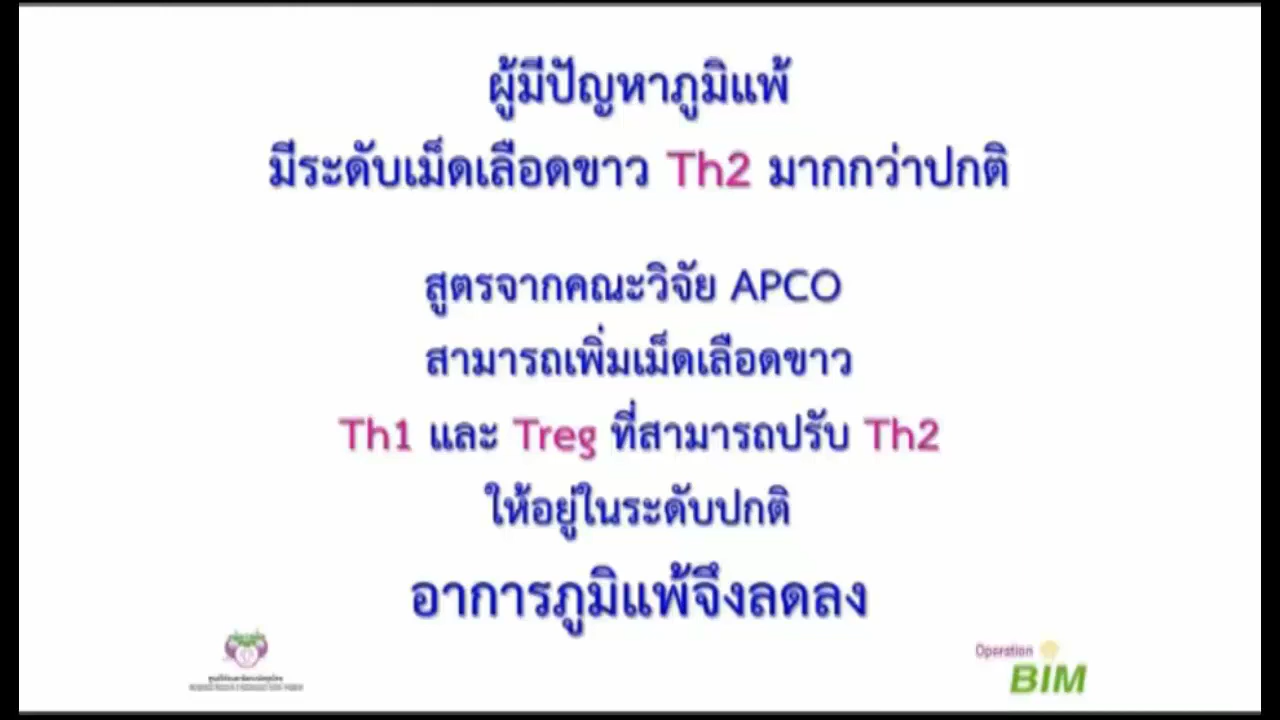 ผู้มีปัญหาภูมิแพ้
มีระดับเม็ดเลือดขาว Th2 มากกว่าปกติ
สูตรจากคณะวิจัย APCO
สามารถเพิ่มเม็ดเลือดขาว
Th1 และ Treg ที่สามารถปรับ Th2
ให้อยู่ในระดับปกติ
อาการภูมิแพ้จึงลดลง
Operation
BIM